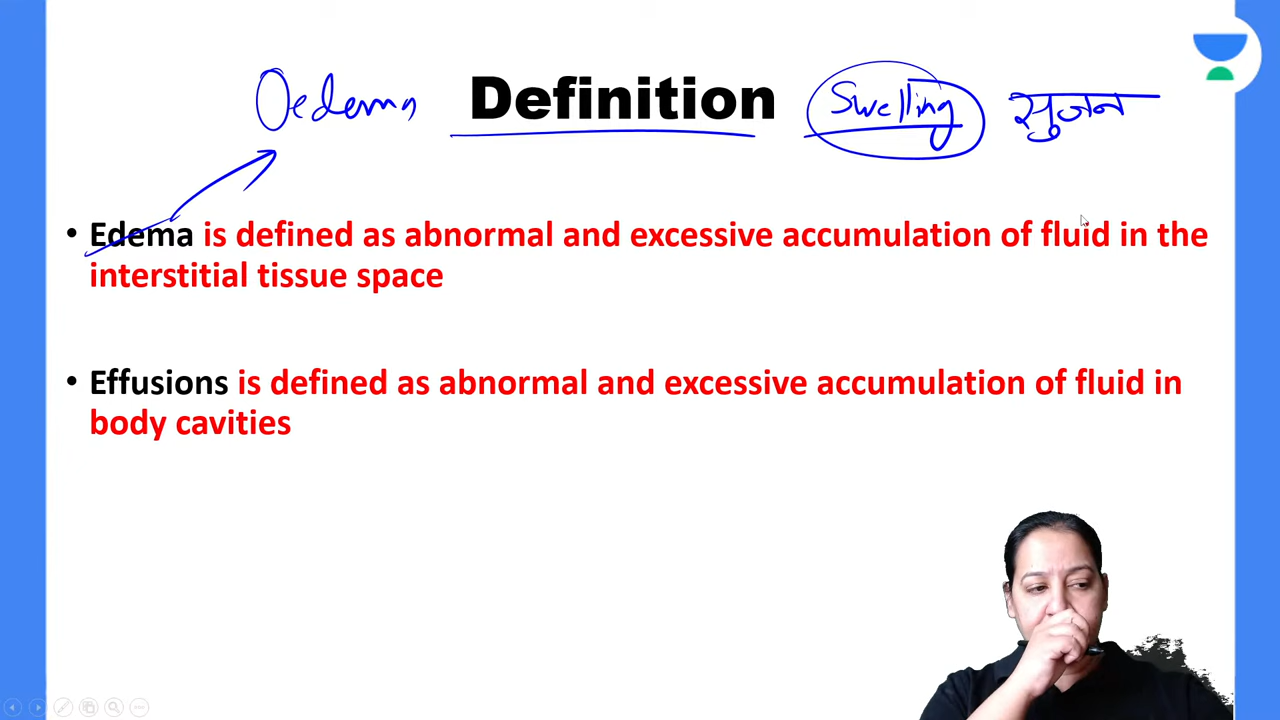 Oedema Definition Swelling सुजन
• Edema is defined as abnormal and excessive accumulation of fluid in the
interstitial tissue space
• Effusions is defined as abnormal and excessive accumulation of fluid in
body cavities